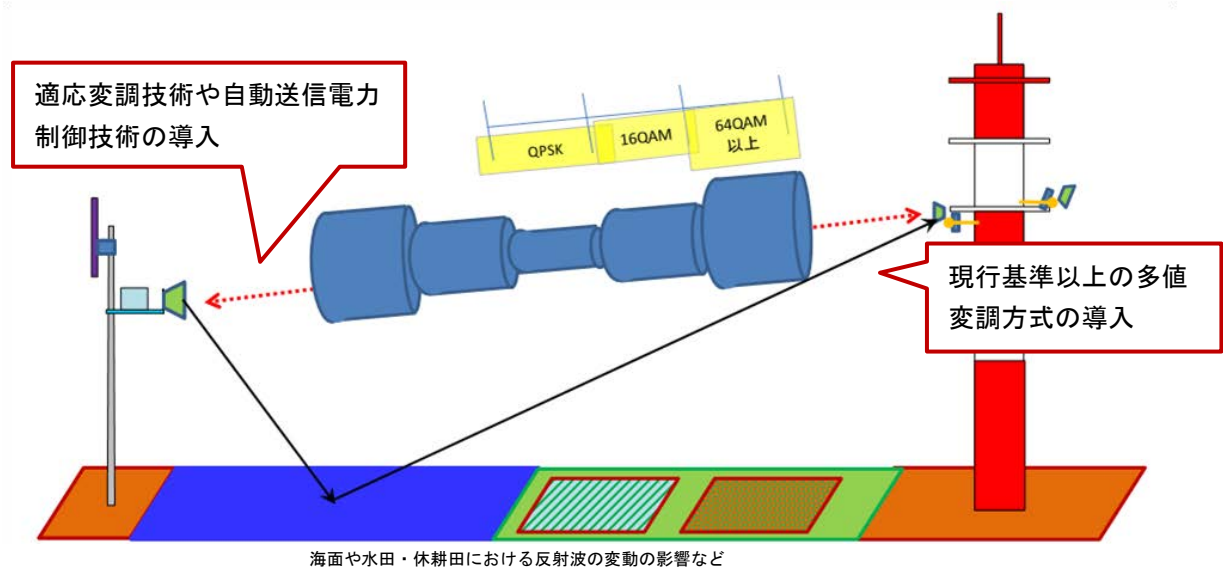 適応変調技術や自動送信電力
制御技術の導入
QPSK
16QAM
64QAM
以上
現行基準以上の多値
変調方式の導入
海面や水田・休耕田における反射波の変動の影響など